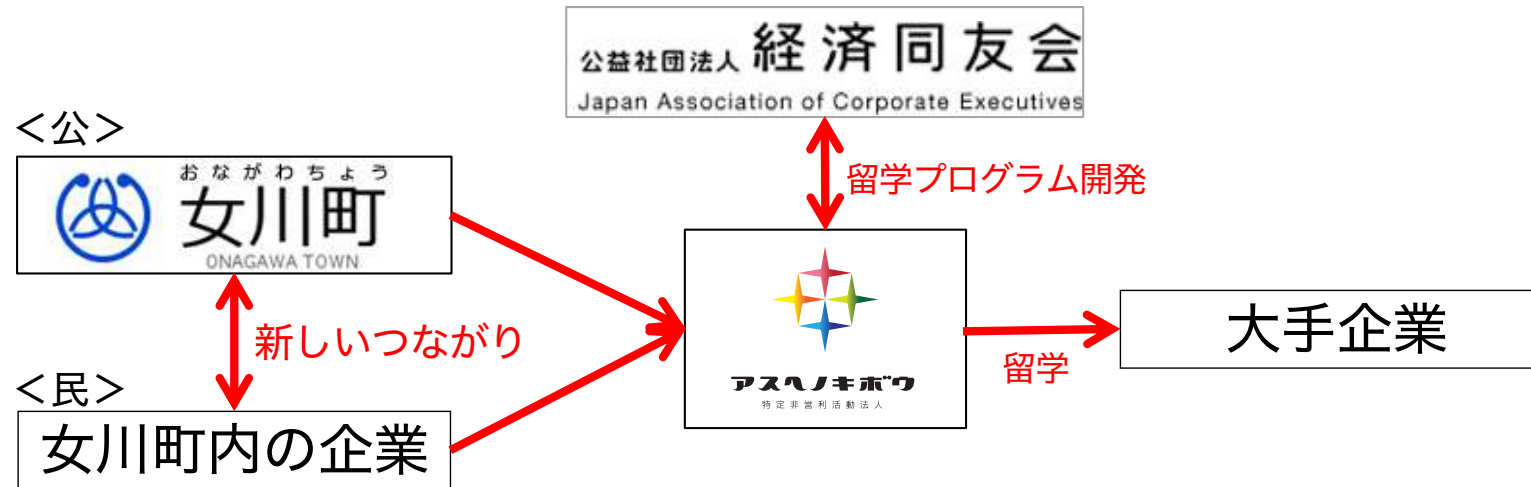 公益社団法人 経済同友会
Japan Association of Corporate Executives
＜公＞
おながわちょう
女川町
ONAGAWA TOWN
留学プログラム開発
新しいつながり
アスヘノキボウ
特定非営利活動法人
留学
大手企業
＜民＞
女川町内の企業